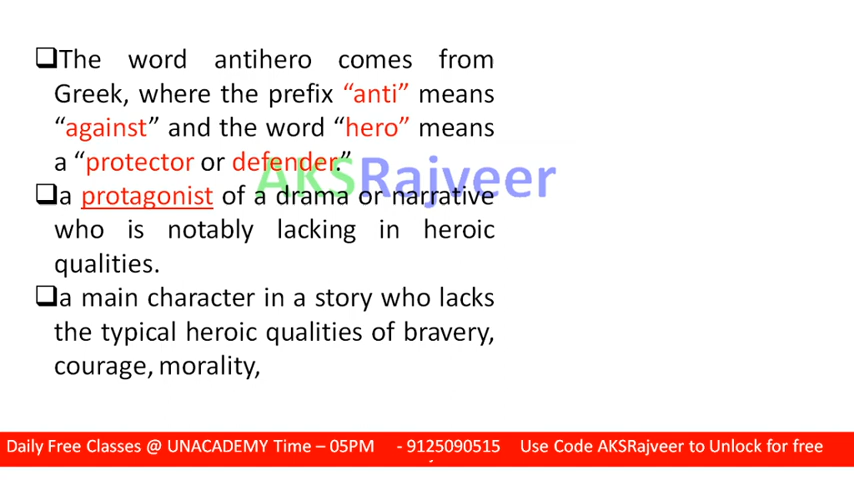 ❑The word antihero comes from
Greek, where the prefix “anti” means
“against” and the word “hero” means
a “protector or defender.”
AKSRajveer
❑a protagonist of a drama or narrative
who is notably lacking in heroic
qualities.
❑a main character in a story who lacks
the typical heroic qualities of bravery,
courage, morality,
Daily Free Classes @ UNACADEMY Time – 05PM - 9125090515 Use Code AKSRajveer to Unlock for free